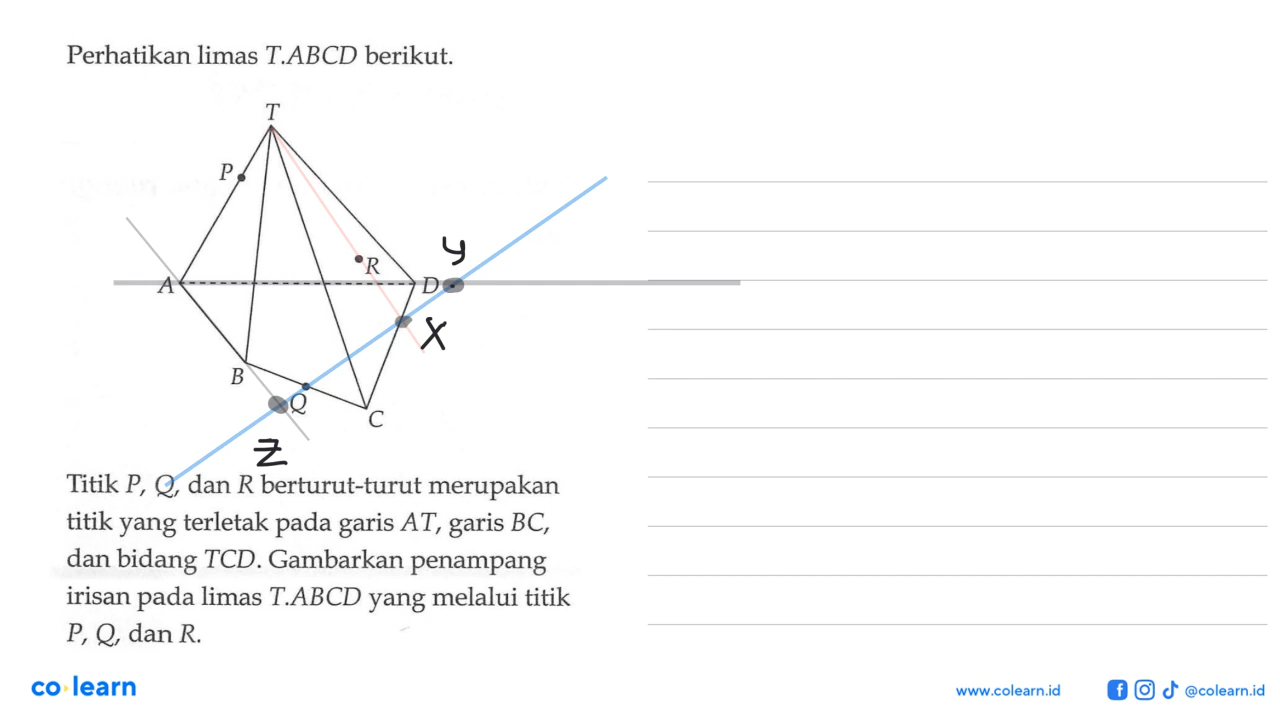 Perhatikan limas T.ABCD berikut.
T
P
y
R
A
D
X
B
Q
C
Z
Titik P, Q, dan R berturut-turut merupakan
titik yang terletak pada garis AT, garis BC,
dan bidang TCD. Gambarkan penampang
irisan pada limas T.ABCD yang melalui titik
P, Q, dan R.
co learn
www.colearn.id
@colearn.id